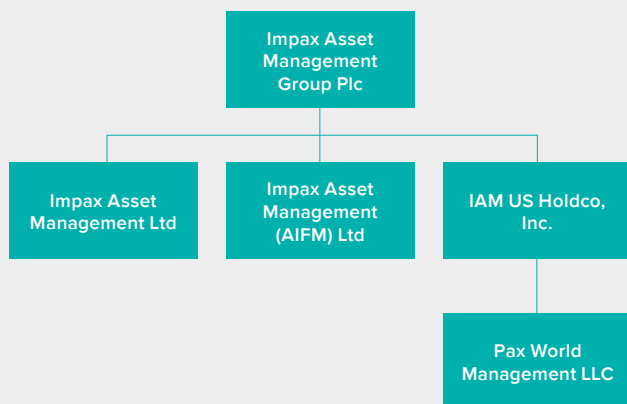 Impax Asset
Management
Group Plc
Impax Asset
Management Ltd
Impax Asset
Management
(AIFM) Ltd
IAM US Holdco,
Inc.
Pax World
Management LLC